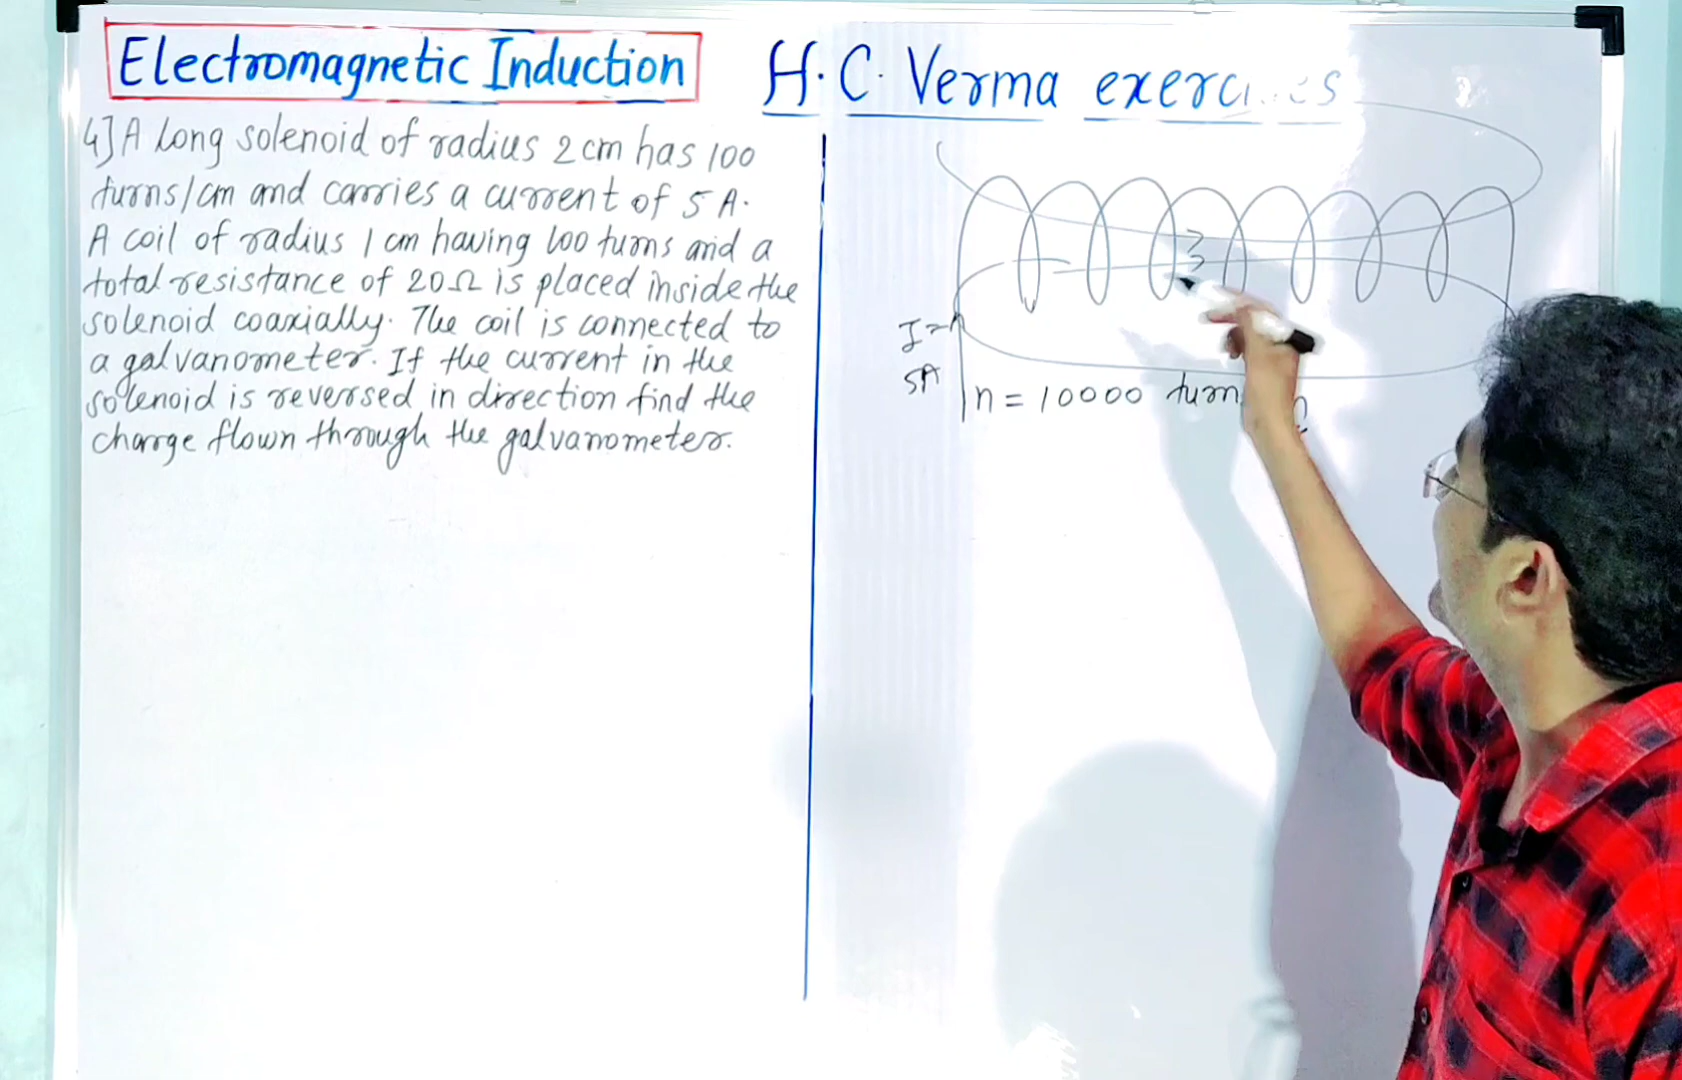 Electromagnetic Induction
H.C. Verma exercises
4] A long solenoid of radius 2 cm has 100
turns/cm and carries a current of 5 A.
A coil of radius 1 cm having 100 turns and a
total resistance of 20Ω is placed inside the
solenoid coaxially. The coil is connected to
a galvanometer. If the current in the
solenoid is reversed in direction find the
charge flown through the galvanometer.
I =
5A
n = 10000 turn